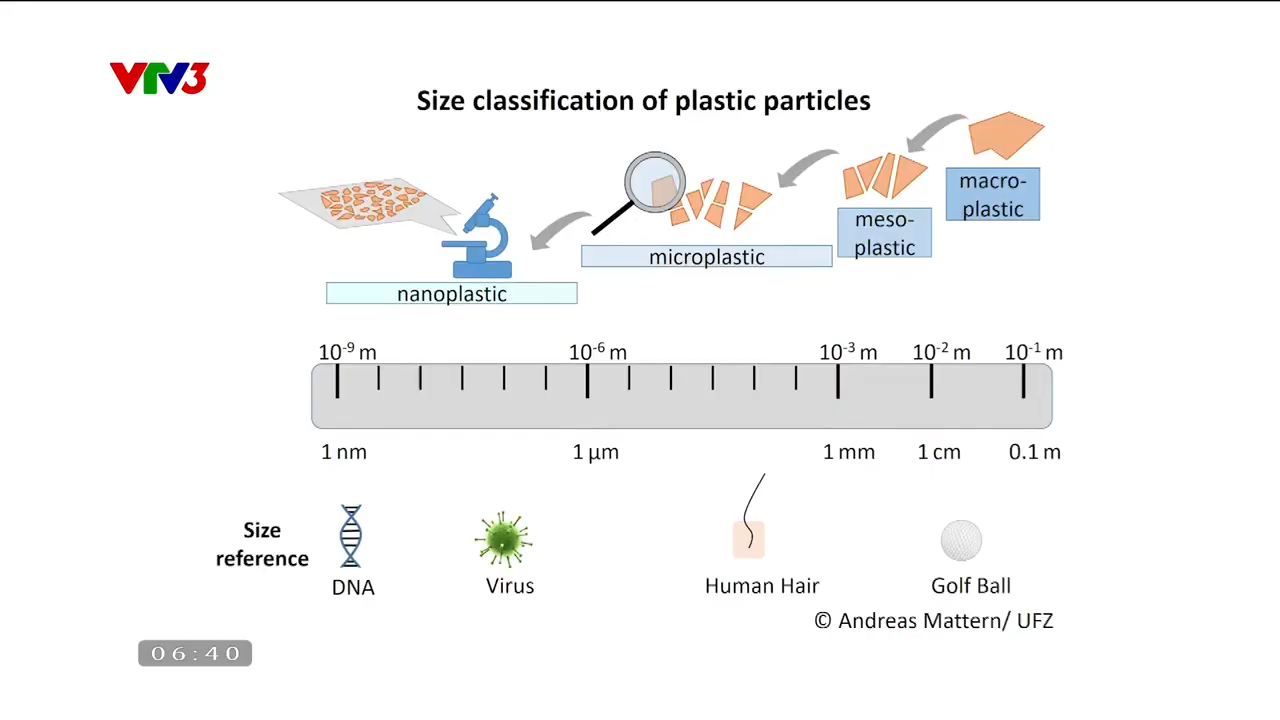 VTV3
Size classification of plastic particles
macro-
plastic
meso-
plastic
microplastic
nanoplastic
10⁻⁹ m 10⁻⁶ m 10⁻³ m 10⁻² m 10⁻¹ m
1 nm 1 µm 1 mm 1 cm 0.1 m
Size
reference
DNA Virus Human Hair Golf Ball
© Andreas Mattern/ UFZ
06:40